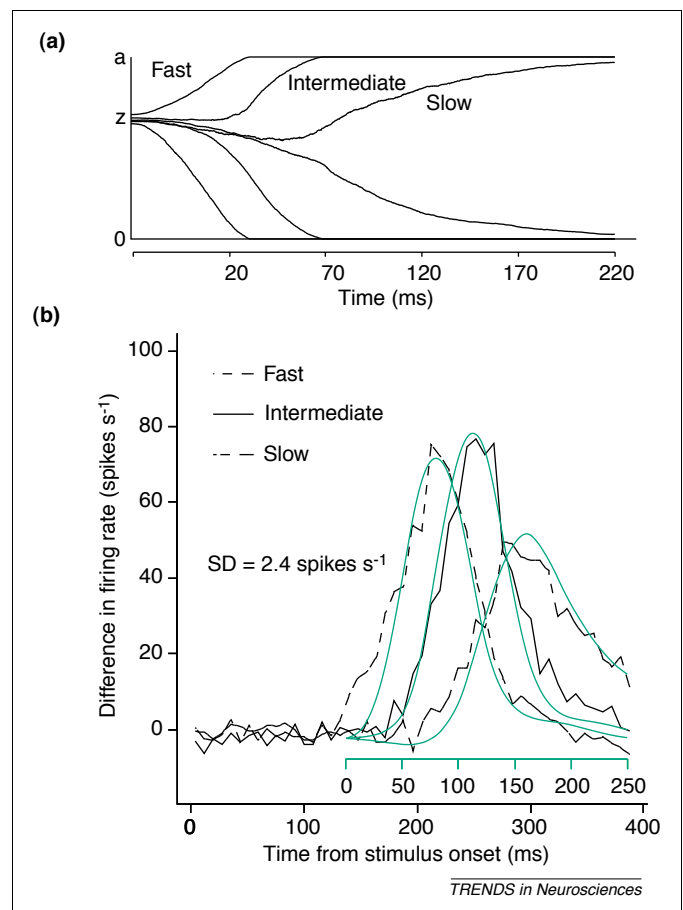 (a)
a
Fast
Intermediate
Slow
z
0
20 70 120 170 220
Time (ms)
(b)
100
80
60
40
20
0
Difference in firing rate (spikes s-1)
Fast
Intermediate
Slow
SD = 2.4 spikes s-1
0 50 100 150 200 250
0 100 200 300 400
Time from stimulus onset (ms)
TRENDS in Neurosciences